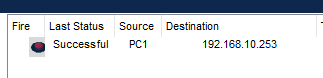 Fire Last Status Source Destination
Successful PC1 192.168.10.253